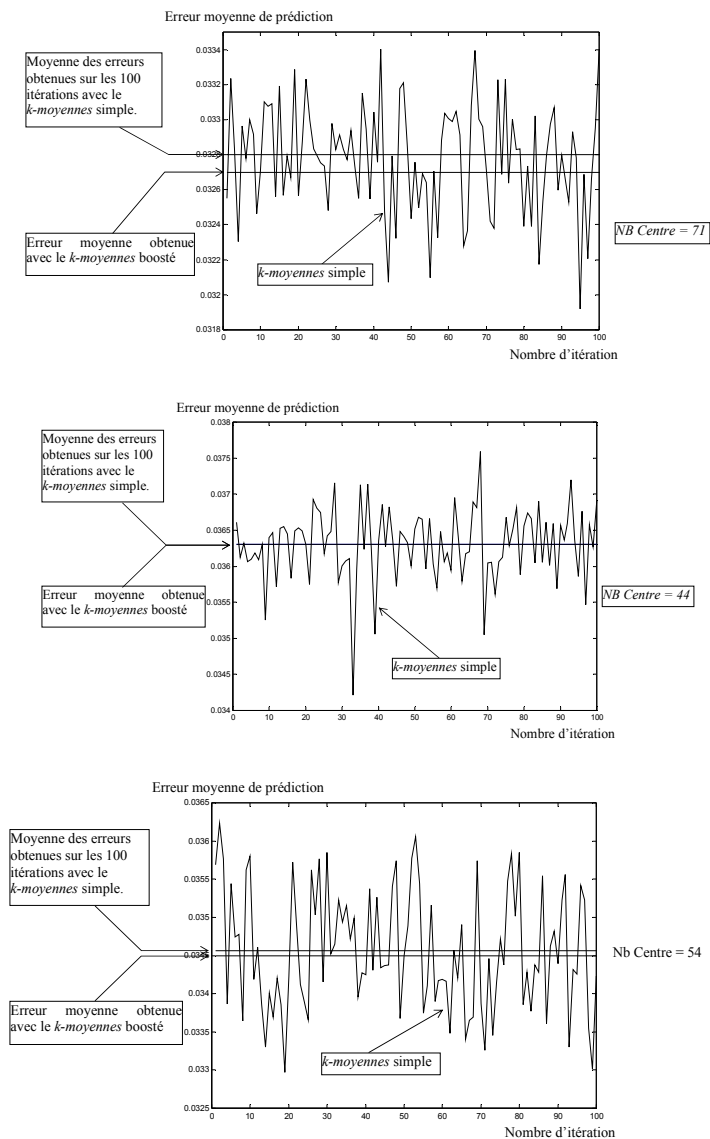 Erreur moyenne de prédiction
Moyenne des erreurs
obtenues sur les 100
itérations avec le
k-moyennes simple.
Erreur moyenne obtenue
avec le k-moyennes boosté
0.0334
0.0332
0.033
0.0328
0.0326
0.0324
0.0322
0.032
0.0318
k-moyennes simple
NB Centre = 71
0 10 20 30 40 50 60 70 80 90 100
Nombre d'itération
Erreur moyenne de prédiction
Moyenne des erreurs
obtenues sur les 100
itérations avec le
k-moyennes simple.
Erreur moyenne obtenue
avec le k-moyennes boosté
0.038
0.0375
0.037
0.0365
0.036
0.0355
0.035
0.0345
0.034
k-moyennes simple
NB Centre = 44
0 10 20 30 40 50 60 70 80 90 100
Nombre d'itération
Erreur moyenne de prédiction
Moyenne des erreurs
obtenues sur les 100
itérations avec le
k-moyennes simple.
Erreur moyenne obtenue
avec le k-moyennes boosté
0.0365
0.036
0.0355
0.035
0.0345
0.034
0.0335
0.033
0.0325
k-moyennes simple
Nb Centre = 54
0 10 20 30 40 50 60 70 80 90 100
Nombre d'itération